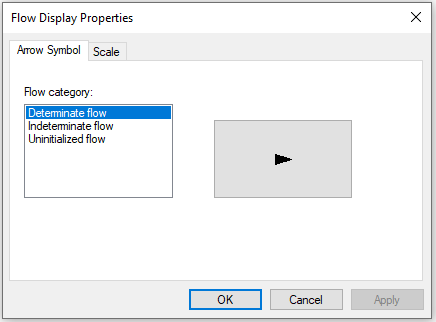 Flow Display Properties
Arrow Symbol
Scale
Flow category:
Determinate flow
Indeterminate flow
Uninitialized flow
OK
Cancel
Apply